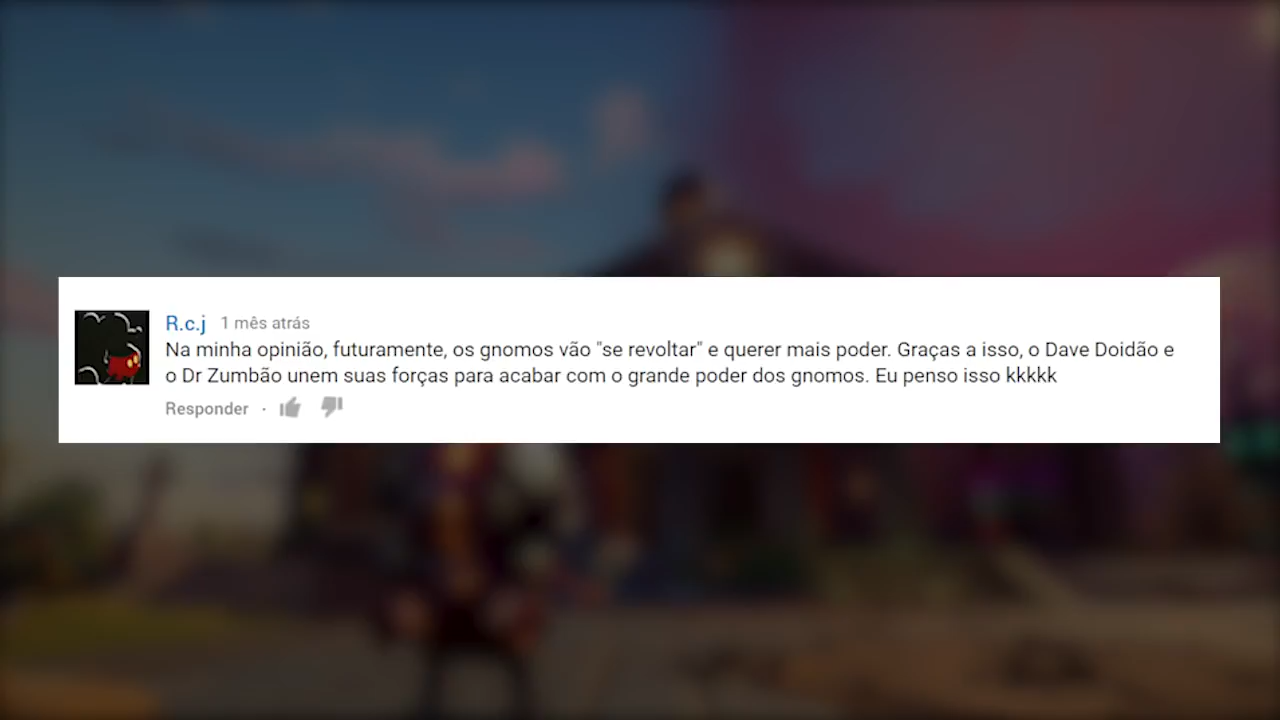 R.c.j 1 mês atrás
Na minha opinião, futuramente, os gnomos vão "se revoltar" e querer mais poder. Graças a isso, o Dave Doidão e
o Dr Zumbão unem suas forças para acabar com o grande poder dos gnomos. Eu penso isso kkkkk
Responder ·